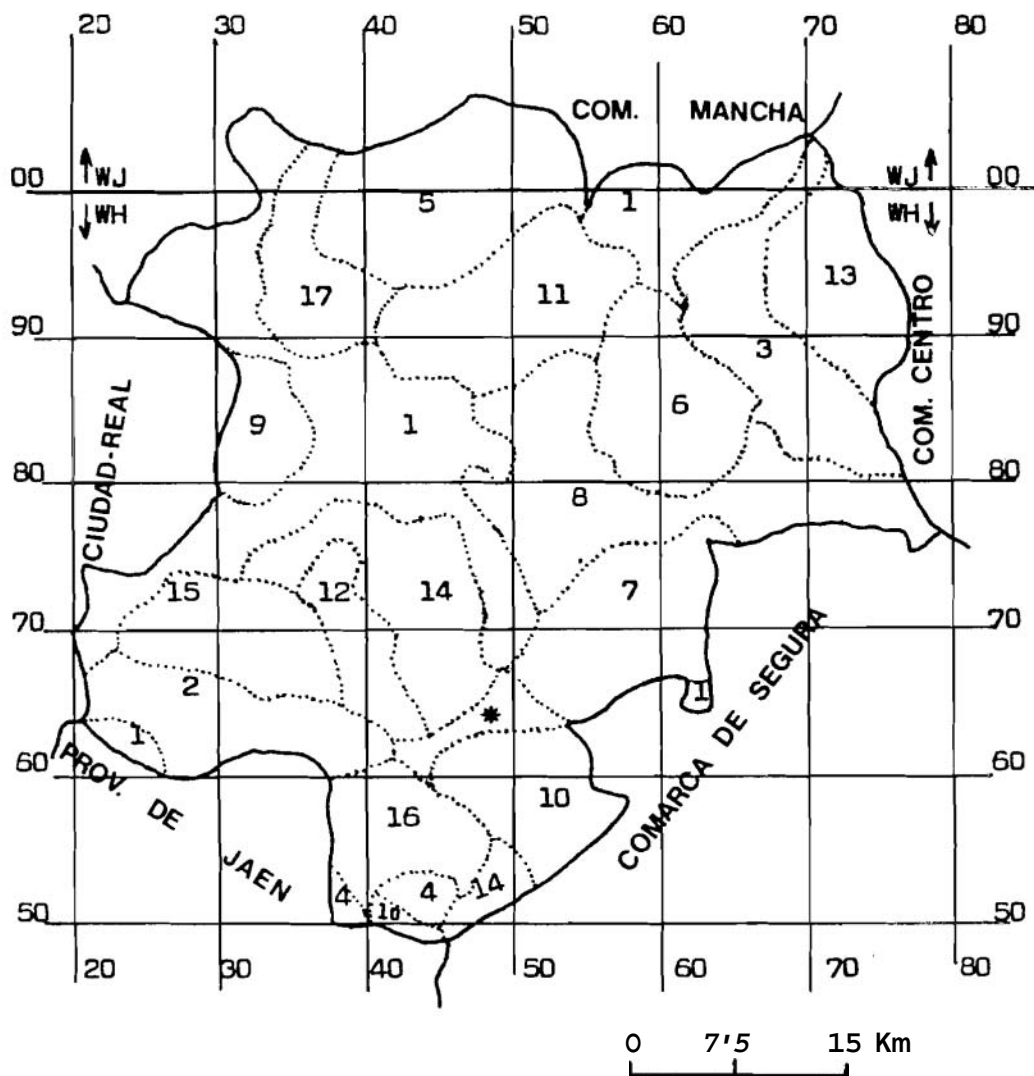 20 30 40 50 60 70 80
COM. MANCHA
WJ WJ
00 5 1 00
WH WH
17 11 13
90 90
3
CIUDAD-REAL
COM. CENTRO
9 1 6
80 80
8
15 12 14 7
70 70
2 1
*
1
COMARCA DE SEGURA
PROV. DE JAEN
60 60
10
16
4 4 14
10
50 50
20 30 40 50 60 70 80
0 7'5 15 Km